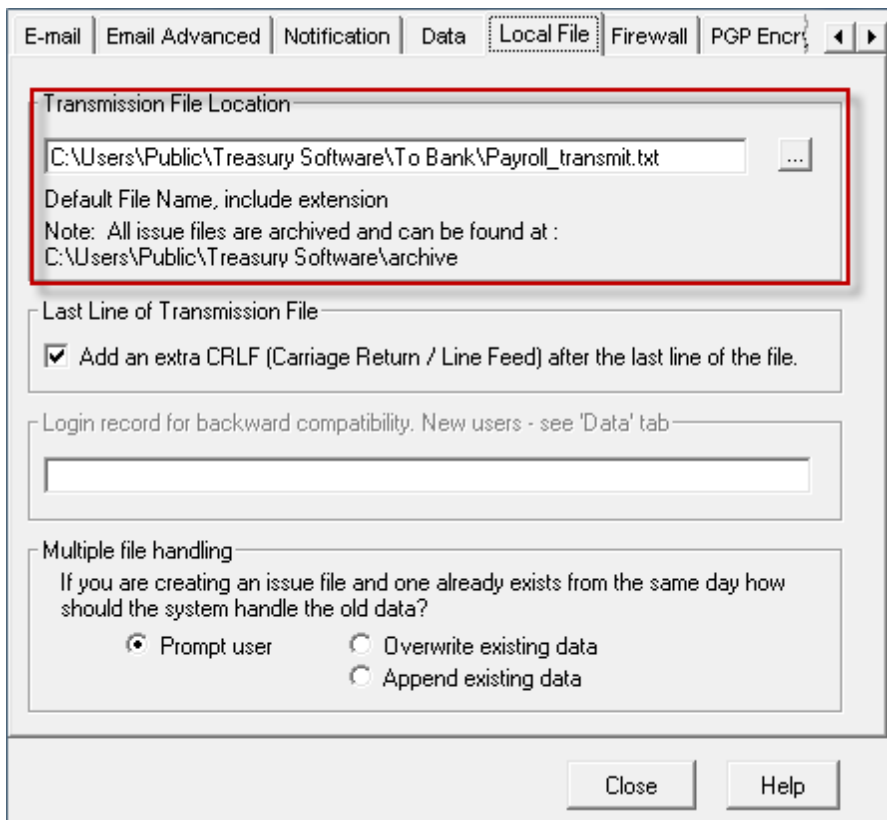 E-mail Email Advanced Notification Data Local File Firewall PGP Encr
Transmission File Location
C:\Users\Public\Treasury Software\To Bank\Payroll_transmit.txt ...
Default File Name, include extension
Note: All issue files are archived and can be found at :
C:\Users\Public\Treasury Software\archive
Last Line of Transmission File
Add an extra CRLF (Carriage Return / Line Feed) after the last line of the file.
Login record for backward compatibility. New users - see 'Data' tab
Multiple file handling
If you are creating an issue file and one already exists from the same day how
should the system handle the old data?
Prompt user Overwrite existing data
Append existing data
Close Help